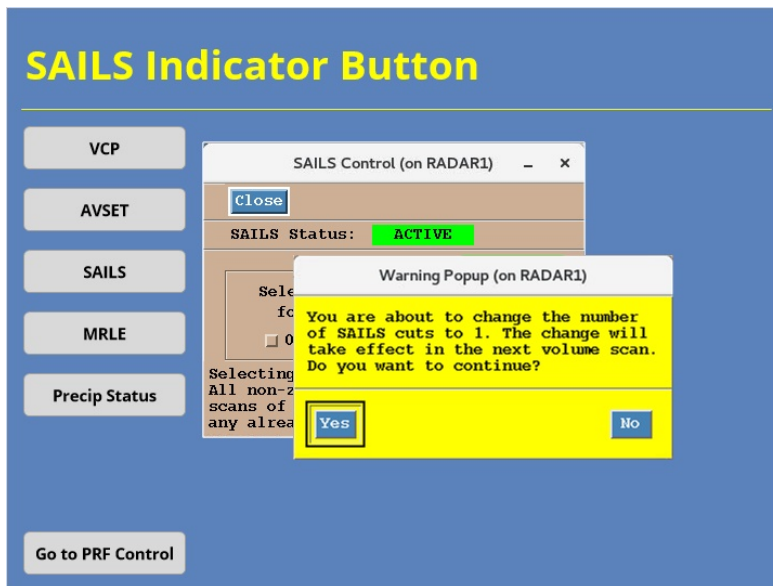 SAILS Indicator Button
VCP
AVSET
SAILS
MRLE
Precip Status
Go to PRF Control
SAILS Control (on RADAR1)
Close
SAILS Status: ACTIVE
0
Selecting
All
scans of
Warning Popup (on RADAR1)
You are about to change the number
of SAILS cuts to 1. The change will
take effect in the next volume scan.
Do you want to continue?
Yes
No